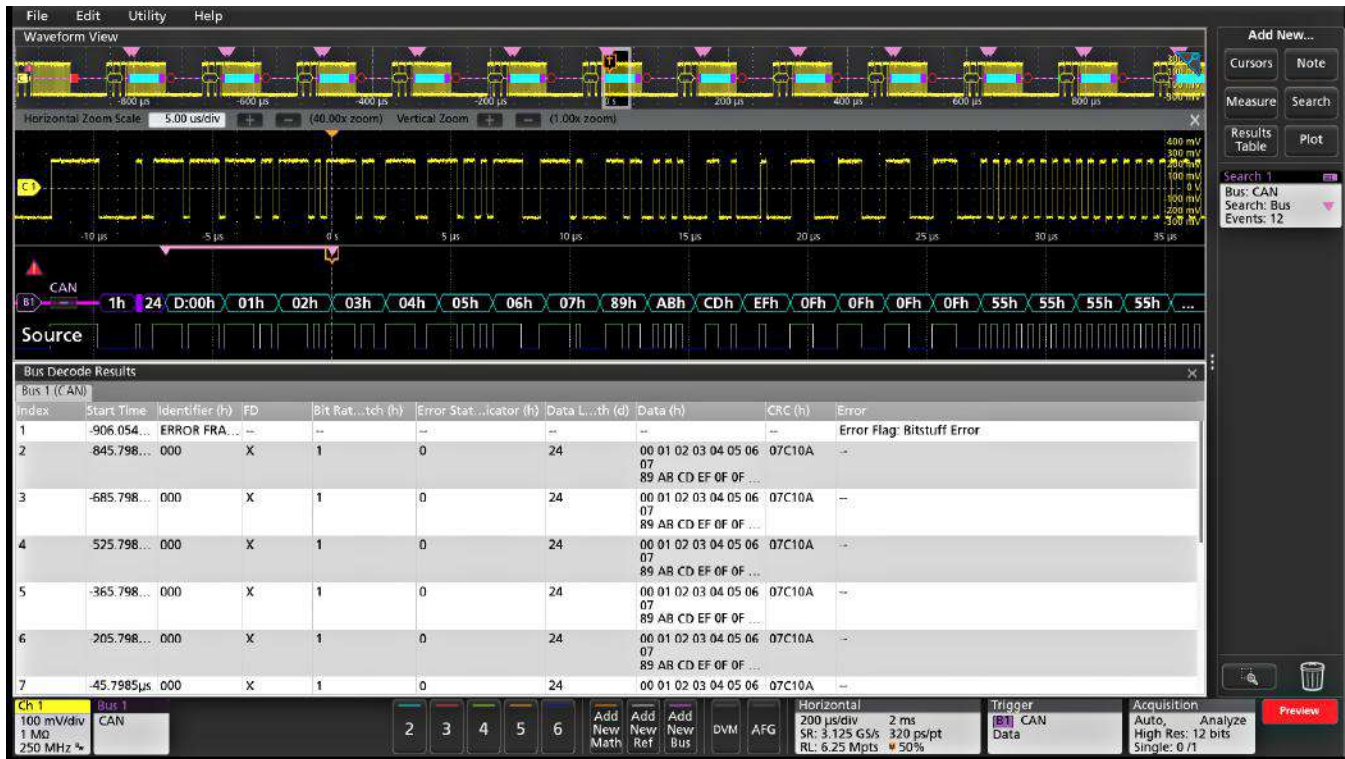 File Edit Utility Help
Waveform View
Add New...
Cursors Note
Measure Search
Results Table Plot
-800 µs -600 µs -400 µs -200 µs 0 s 200 µs 400 µs 600 µs 800 µs
Horizontal Zoom Scale 5.00 us/div + - (40.00x zoom) Vertical Zoom + - (1.00x zoom) X
C 1
400 mV
300 mV
100 mV
0 V
-100 mV
-200 mV
-300 mV
-10 µs -5 µs 0 s 5 µs 10 µs 15 µs 20 µs 25 µs 30 µs 35 µs
Search 1
Bus: CAN
Search: Bus
Events: 12
CAN
B1 1h 24 D:00h 01h 02h 03h 04h 05h 06h 07h 89h ABh CDh EFh 0Fh 0Fh 0Fh 0Fh 55h 55h 55h 55h ...
Source
Bus Decode Results X
Bus 1 (CAN)
Index Start Time Identifier (h) FD Bit Rat...tch (h) Error Stat...icator (h) Data L...th (d) Data (h) CRC (h) Error
1 -906.054... ERROR FRA... -- -- -- -- -- -- Error Flag: Bitstuff Error
2 -845.798... 000 X 1 0 24 00 01 02 03 04 05 06 07C10A --
07
89 AB CD EF 0F 0F ...
3 -685.798... 000 X 1 0 24 00 01 02 03 04 05 06 07C10A --
07
89 AB CD EF 0F 0F ...
4 525.798... 000 X 1 0 24 00 01 02 03 04 05 06 07C10A --
07
89 AB CD EF 0F 0F ...
5 -365.798... 000 X 1 0 24 00 01 02 03 04 05 06 07C10A --
07
89 AB CD EF 0F 0F ...
6 -205.798... 000 X 1 0 24 00 01 02 03 04 05 06 07C10A --
07
89 AB CD EF 0F 0F ...
7 -45.7985µs 000 X 1 0 24 00 01 02 03 04 05 06 07C10A --
Ch 1
100 mV/div
1 MΩ
250 MHz
Bus 1
CAN
2 3 4 5 6
Add New Math
Add New Ref
Add New Bus
DVM AFG
Horizontal
200 µs/div 2 ms
SR: 3.125 GS/s 320 ps/pt
RL: 6.25 Mpts 50%
Trigger
B1 CAN
Data
Acquisition
Auto, Analyze
High Res: 12 bits
Single: 0 /1
Preview